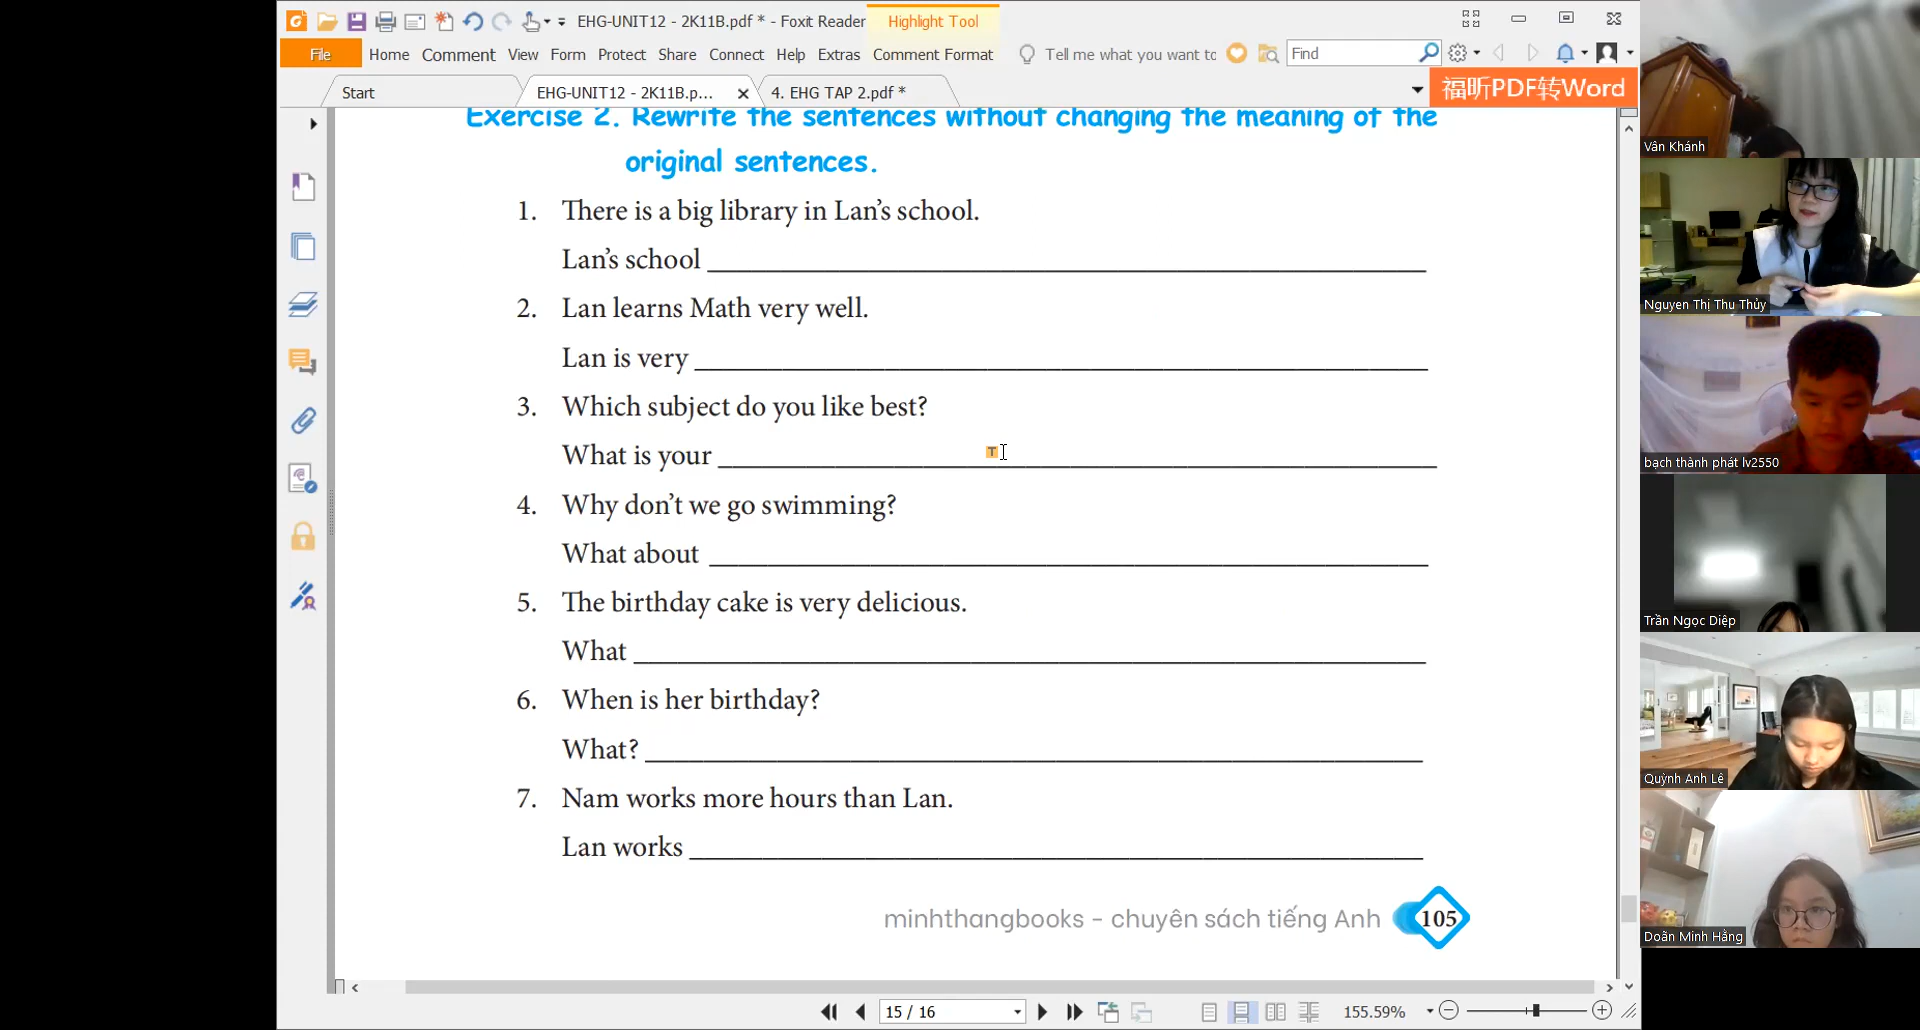 EHG-UNIT12 - 2K11B.pdf * - Foxit Reader
Highlight Tool
File Home Comment View Form Protect Share Connect Help Extras Comment Format Tell me what you want to Find
Start EHG-UNIT12 - 2K11B.p... 4. EHG TAP 2.pdf * 福昕PDF转Word
Exercise 2. Rewrite the sentences without changing the meaning of the
original sentences.
1. There is a big library in Lan's school.
Lan's school
2. Lan learns Math very well.
Lan is very
3. Which subject do you like best?
What is your
4. Why don't we go swimming?
What about
5. The birthday cake is very delicious.
What
6. When is her birthday?
What?
7. Nam works more hours than Lan.
Lan works
minhthangbooks - chuyên sách tiếng Anh 105
15 / 16 155.59%
Vân Khánh
Nguyen Thị Thu Thủy
bạch thành phát lv2550
Trần Ngọc Diệp
Quỳnh Anh Lê
Doãn Minh Hằng